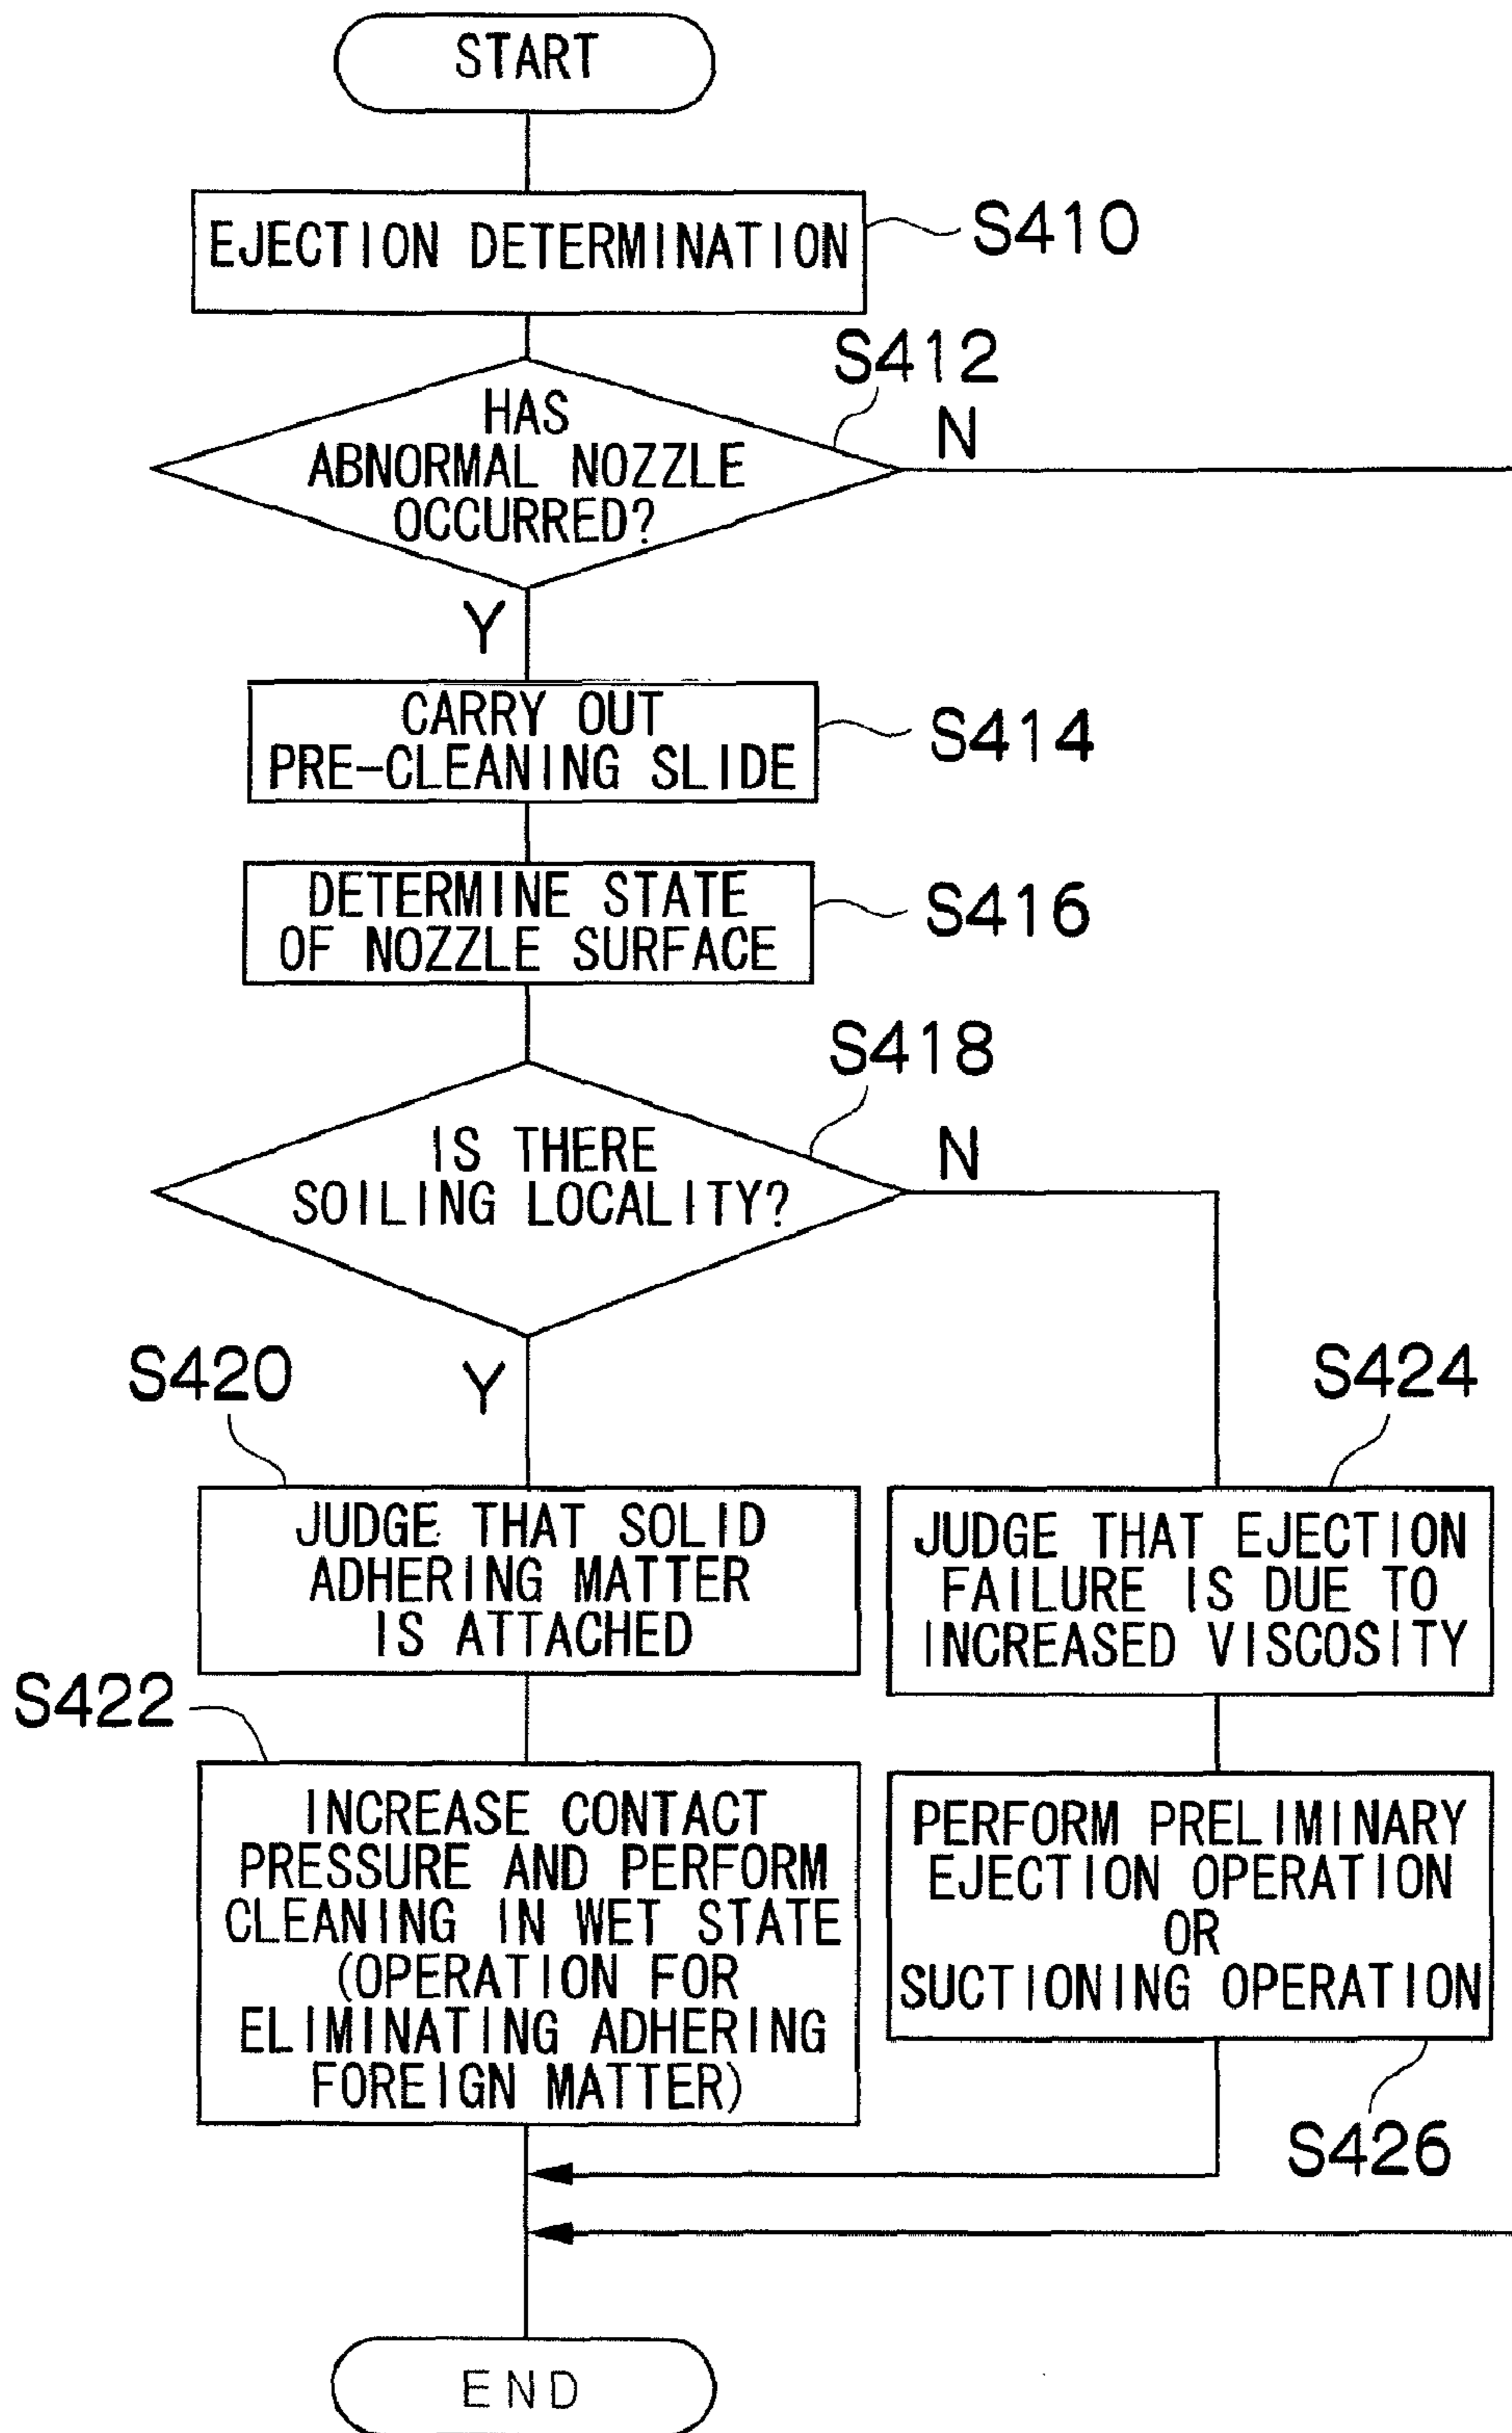 START
EJECTION DETERMINATION
S410
S412
HAS
ABNORMAL NOZZLE
OCCURRED?
N
Y
CARRY OUT
PRE-CLEANING SLIDE
S414
DETERMINE STATE
OF NOZZLE SURFACE
S416
S418
IS THERE
SOILING LOCALITY?
N
Y
S420
JUDGE THAT SOLID
ADHERING MATTER
IS ATTACHED
S424
JUDGE THAT EJECTION
FAILURE IS DUE TO
INCREASED VISCOSITY
S422
INCREASE CONTACT
PRESSURE AND PERFORM
CLEANING IN WET STATE
(OPERATION FOR
ELIMINATING ADHERING
FOREIGN MATTER)
PERFORM PRELIMINARY
EJECTION OPERATION
OR
SUCTIONING OPERATION
S426
END